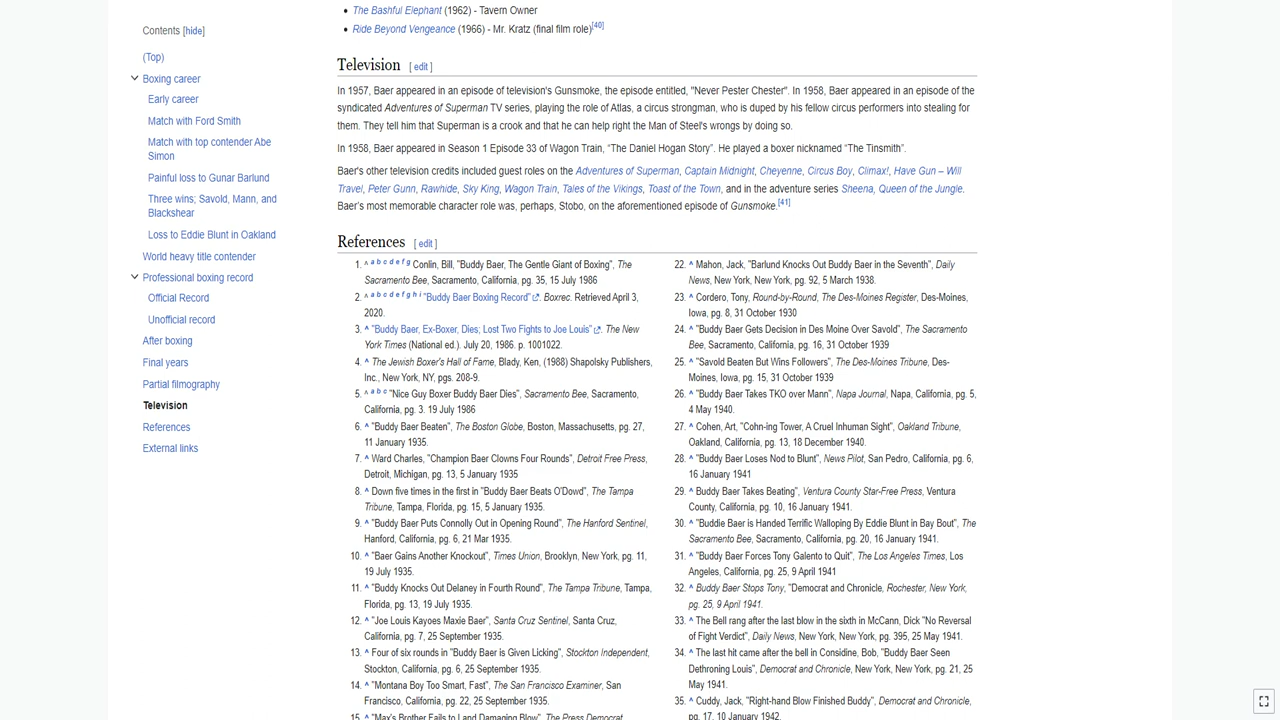 Contents [hide]
(Top)
Boxing career
Early career
Match with Ford Smith
Match with top contender Abe
Simon
Painful loss to Gunar Barlund
Three wins; Savold, Mann, and
Blackshear
Loss to Eddie Blunt in Oakland
World heavy title contender
Professional boxing record
Official Record
Unofficial record
After boxing
Final years
Partial filmography
Television
References
External links
• The Bashful Elephant (1962) - Tavern Owner
• Ride Beyond Vengeance (1966) - Mr. Kratz (final film role)[40]
Television [ edit ]
In 1957, Baer appeared in an episode of television's Gunsmoke, the episode entitled, "Never Pester Chester". In 1958, Baer appeared in an episode of the
syndicated Adventures of Superman TV series, playing the role of Atlas, a circus strongman, who is duped by his fellow circus performers into stealing for
them. They tell him that Superman is a crook and that he can help right the Man of Steel's wrongs by doing so.
In 1958, Baer appeared in Season 1 Episode 33 of Wagon Train, “The Daniel Hogan Story”. He played a boxer nicknamed “The Tinsmith”.
Baer's other television credits included guest roles on the Adventures of Superman, Captain Midnight, Cheyenne, Circus Boy, Climax!, Have Gun – Will
Travel, Peter Gunn, Rawhide, Sky King, Wagon Train, Tales of the Vikings, Toast of the Town, and in the adventure series Sheena, Queen of the Jungle.
Baer's most memorable character role was, perhaps, Stobo, on the aforementioned episode of Gunsmoke.[41]
References [ edit ]
1. ^ a b c d e f g Conlin, Bill, "Buddy Baer, The Gentle Giant of Boxing", The
Sacramento Bee, Sacramento, California, pg. 35, 15 July 1986
2. ^ a b c d e f g h i "Buddy Baer Boxing Record". Boxrec. Retrieved April 3,
2020.
3. ^ "Buddy Baer, Ex-Boxer, Dies; Lost Two Fights to Joe Louis". The New
York Times (National ed.). July 20, 1986. p. 1001022.
4. ^ The Jewish Boxer's Hall of Fame, Blady, Ken, (1988) Shapolsky Publishers,
Inc., New York, NY, pgs. 208-9.
5. ^ a b c "Nice Guy Boxer Buddy Baer Dies", Sacramento Bee, Sacramento,
California, pg. 3. 19 July 1986
6. ^ "Buddy Baer Beaten", The Boston Globe, Boston, Massachusetts, pg. 27,
11 January 1935.
7. ^ Ward Charles, "Champion Baer Clowns Four Rounds", Detroit Free Press,
Detroit, Michigan, pg. 13, 5 January 1935
8. ^ Down five times in the first in "Buddy Baer Beats O'Dowd", The Tampa
Tribune, Tampa, Florida, pg. 15, 5 January 1935.
9. ^ "Buddy Baer Puts Connolly Out in Opening Round", The Hanford Sentinel,
Hanford, California, pg. 6, 21 Mar 1935.
10. ^ "Baer Gains Another Knockout", Times Union, Brooklyn, New York, pg. 11,
19 July 1935.
11. ^ "Buddy Knocks Out Delaney in Fourth Round", The Tampa Tribune, Tampa,
Florida, pg. 13, 19 July 1935.
12. ^ "Joe Louis Kayoes Maxie Baer", Santa Cruz Sentinel, Santa Cruz,
California, pg. 7, 25 September 1935.
13. ^ Four of six rounds in "Buddy Baer is Given Licking", Stockton Independent,
Stockton, California, pg. 6, 25 September 1935.
14. ^ "Montana Boy Too Smart, Fast", The San Francisco Examiner, San
Francisco, California, pg. 22, 25 September 1935.
15. ^ "Max's Brother Fails to Land Damaging Blow", The Press Democrat,
22. ^ Mahon, Jack, "Barlund Knocks Out Buddy Baer in the Seventh", Daily
News, New York, New York, pg. 92, 5 March 1938.
23. ^ Cordero, Tony, Round-by-Round, The Des-Moines Register, Des-Moines,
Iowa, pg. 8, 31 October 1930
24. ^ "Buddy Baer Gets Decision in Des Moine Over Savold", The Sacramento
Bee, Sacramento, California, pg. 16, 31 October 1939
25. ^ "Savold Beaten But Wins Followers", The Des-Moines Tribune, Des-
Moines, Iowa, pg. 15, 31 October 1939
26. ^ "Buddy Baer Takes TKO over Mann", Napa Journal, Napa, California, pg. 5,
4 May 1940.
27. ^ Cohen, Art, "Cohn-ing Tower, A Cruel Inhuman Sight", Oakland Tribune,
Oakland, California, pg. 13, 18 December 1940.
28. ^ "Buddy Baer Loses Nod to Blunt", News Pilot, San Pedro, California, pg. 6,
16 January 1941
29. ^ Buddy Baer Takes Beating", Ventura County Star-Free Press, Ventura
County, California, pg. 10, 16 January 1941.
30. ^ "Buddie Baer is Handed Terrific Walloping By Eddie Blunt in Bay Bout", The
Sacramento Bee, Sacramento, California, pg. 20, 16 January 1941.
31. ^ "Buddy Baer Forces Tony Galento to Quit", The Los Angeles Times, Los
Angeles, California, pg. 25, 9 April 1941
32. ^ Buddy Baer Stops Tony, "Democrat and Chronicle, Rochester, New York,
pg. 25, 9 April 1941.
33. ^ The Bell rang after the last blow in the sixth in McCann, Dick "No Reversal
of Fight Verdict", Daily News, New York, New York, pg. 395, 25 May 1941.
34. ^ The last hit came after the bell in Considine, Bob, "Buddy Baer Seen
Dethroning Louis", Democrat and Chronicle, New York, New York, pg. 21, 25
May 1941.
35. ^ Cuddy, Jack, "Right-hand Blow Finished Buddy", Democrat and Chronicle,
pg. 17, 10 January 1942.